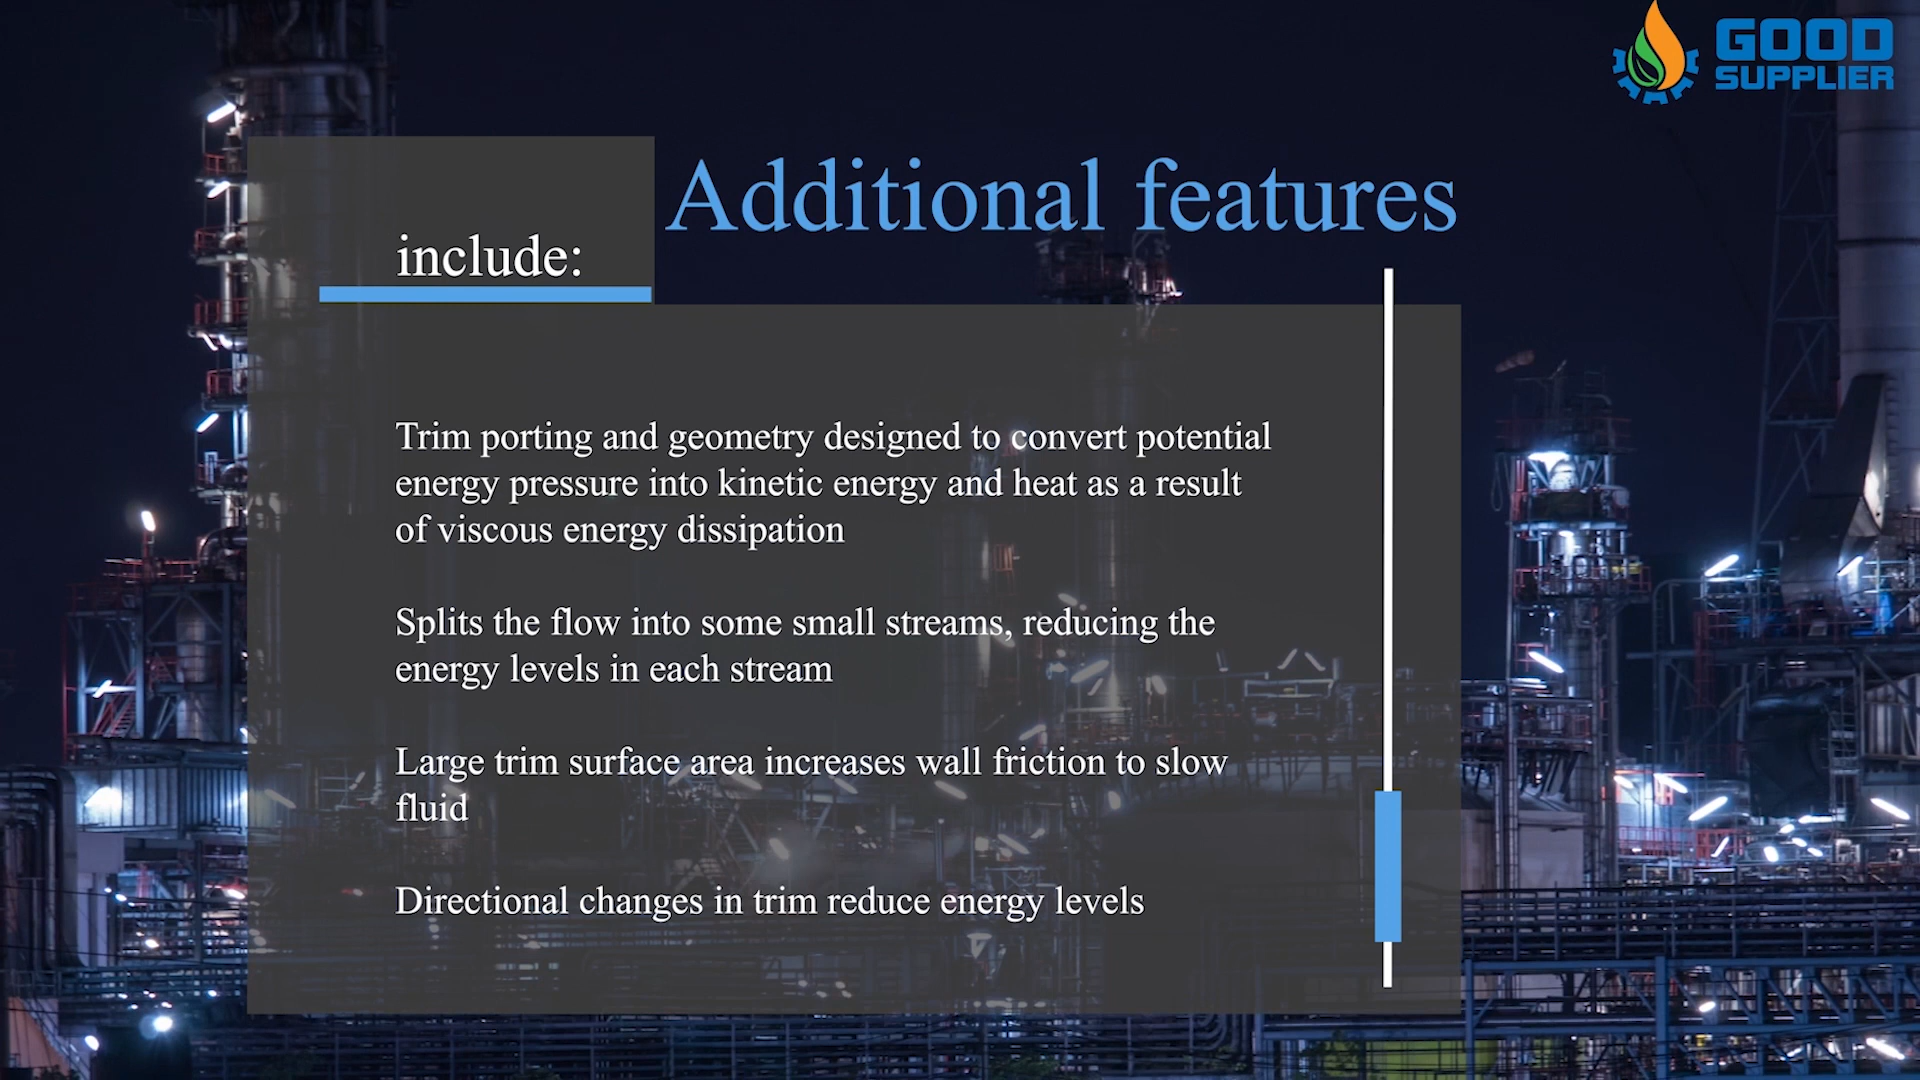 GOOD
SUPPLIER
Additional features
include:
Trim porting and geometry designed to convert potential
energy pressure into kinetic energy and heat as a result
of viscous energy dissipation
Splits the flow into some small streams, reducing the
energy levels in each stream
Large trim surface area increases wall friction to slow
fluid
Directional changes in trim reduce energy levels